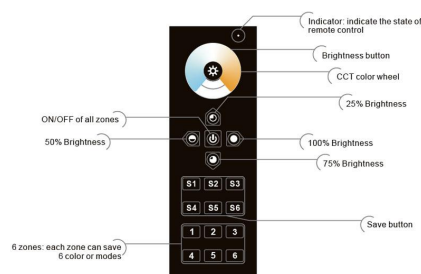 Indicator: indicate the state of
remote control
Brightness button
CCT color wheel
25% Brightness
ON/OFF of all zones
50% Brightness
100% Brightness
75% Brightness
S1 S2 S3
S4 S5 S6
Save button
6 zones: each zone can save
6 color or modes
1 2 3
4 5 6